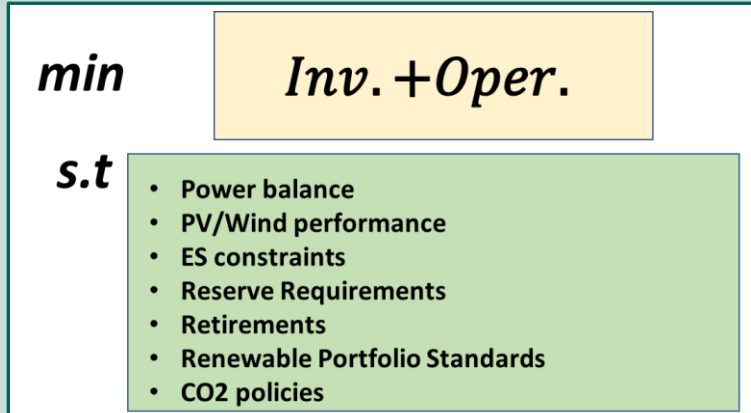 min
Inv. +Oper.
s.t
• Power balance
• PV/Wind performance
• ES constraints
• Reserve Requirements
• Retirements
• Renewable Portfolio Standards
• CO2 policies